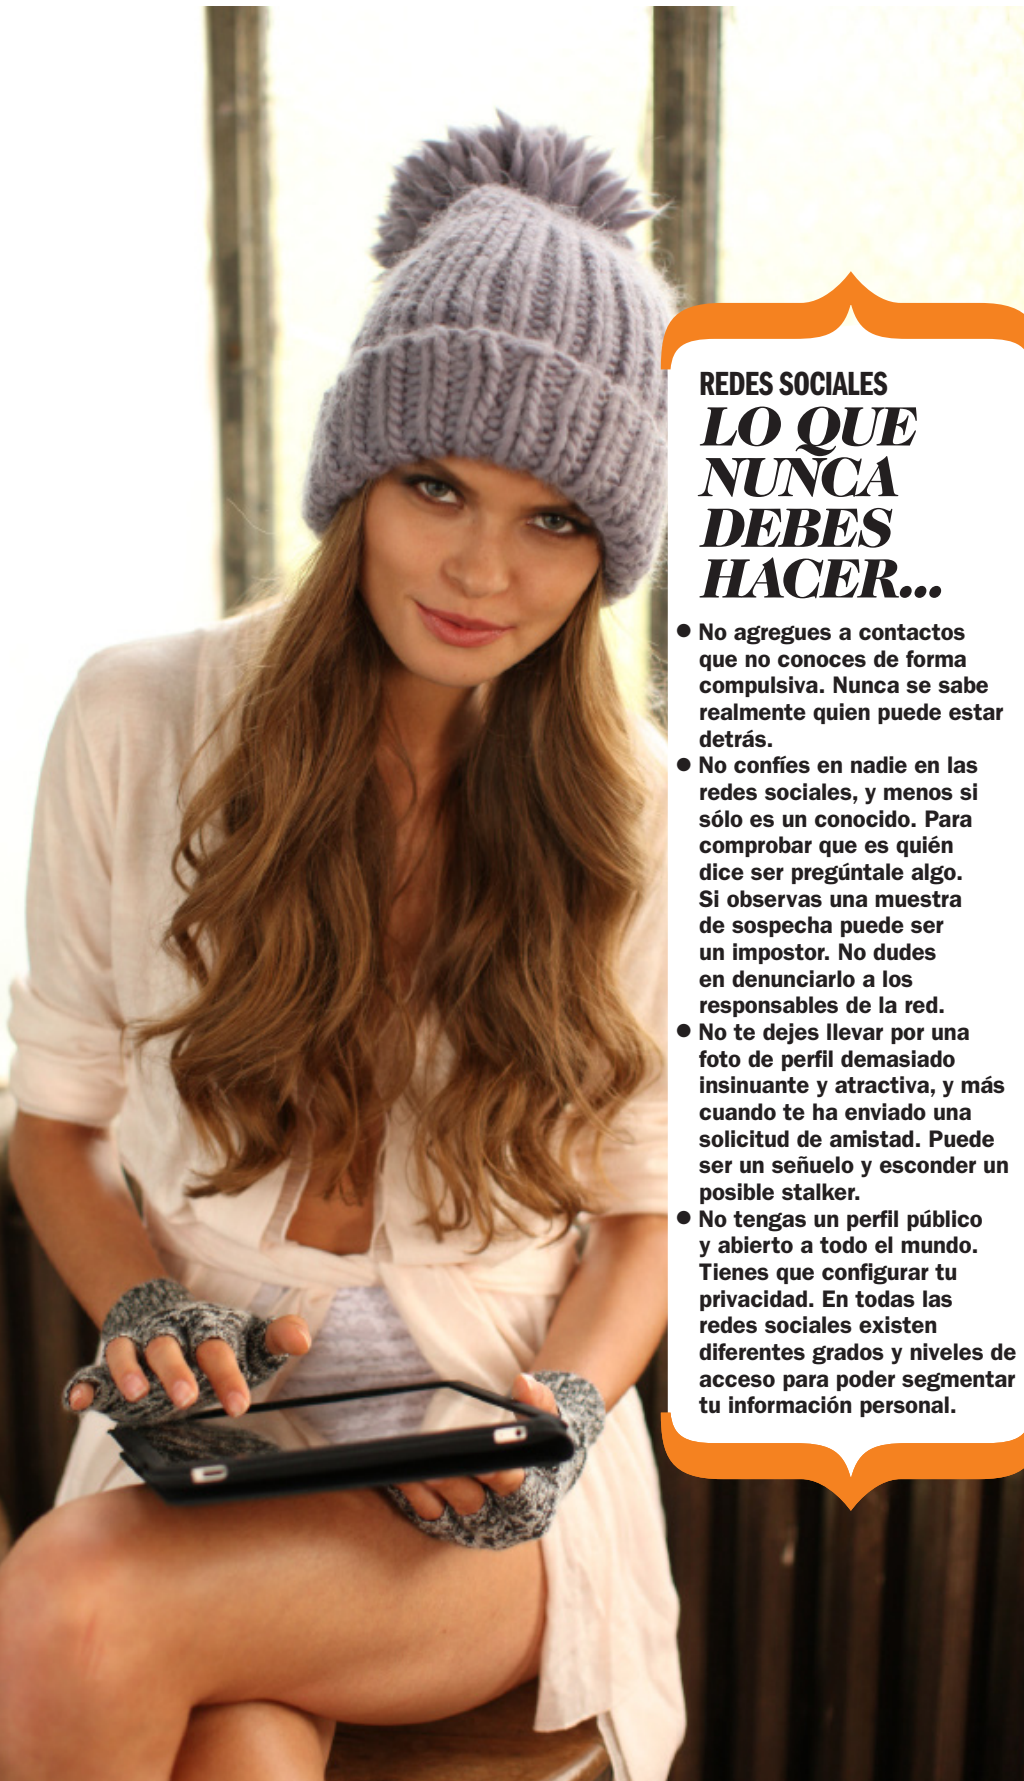 REDES SOCIALES
LO QUE
NUNCA
DEBES
HACER...
● No agregues a contactos
que no conoces de forma
compulsiva. Nunca se sabe
realmente quien puede estar
detrás.
● No confíes en nadie en las
redes sociales, y menos si
sólo es un conocido. Para
comprobar que es quién
dice ser pregúntale algo.
Si observas una muestra
de sospecha puede ser
un impostor. No dudes
en denunciarlo a los
responsables de la red.
● No te dejes llevar por una
foto de perfil demasiado
insinuante y atractiva, y más
cuando te ha enviado una
solicitud de amistad. Puede
ser un señuelo y esconder un
posible stalker.
● No tengas un perfil público
y abierto a todo el mundo.
Tienes que configurar tu
privacidad. En todas las
redes sociales existen
diferentes grados y niveles de
acceso para poder segmentar
tu información personal.